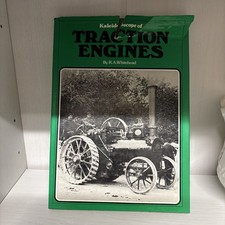 Kaleidoscope of
TRACTION
ENGINES
By R.A.Whitehead